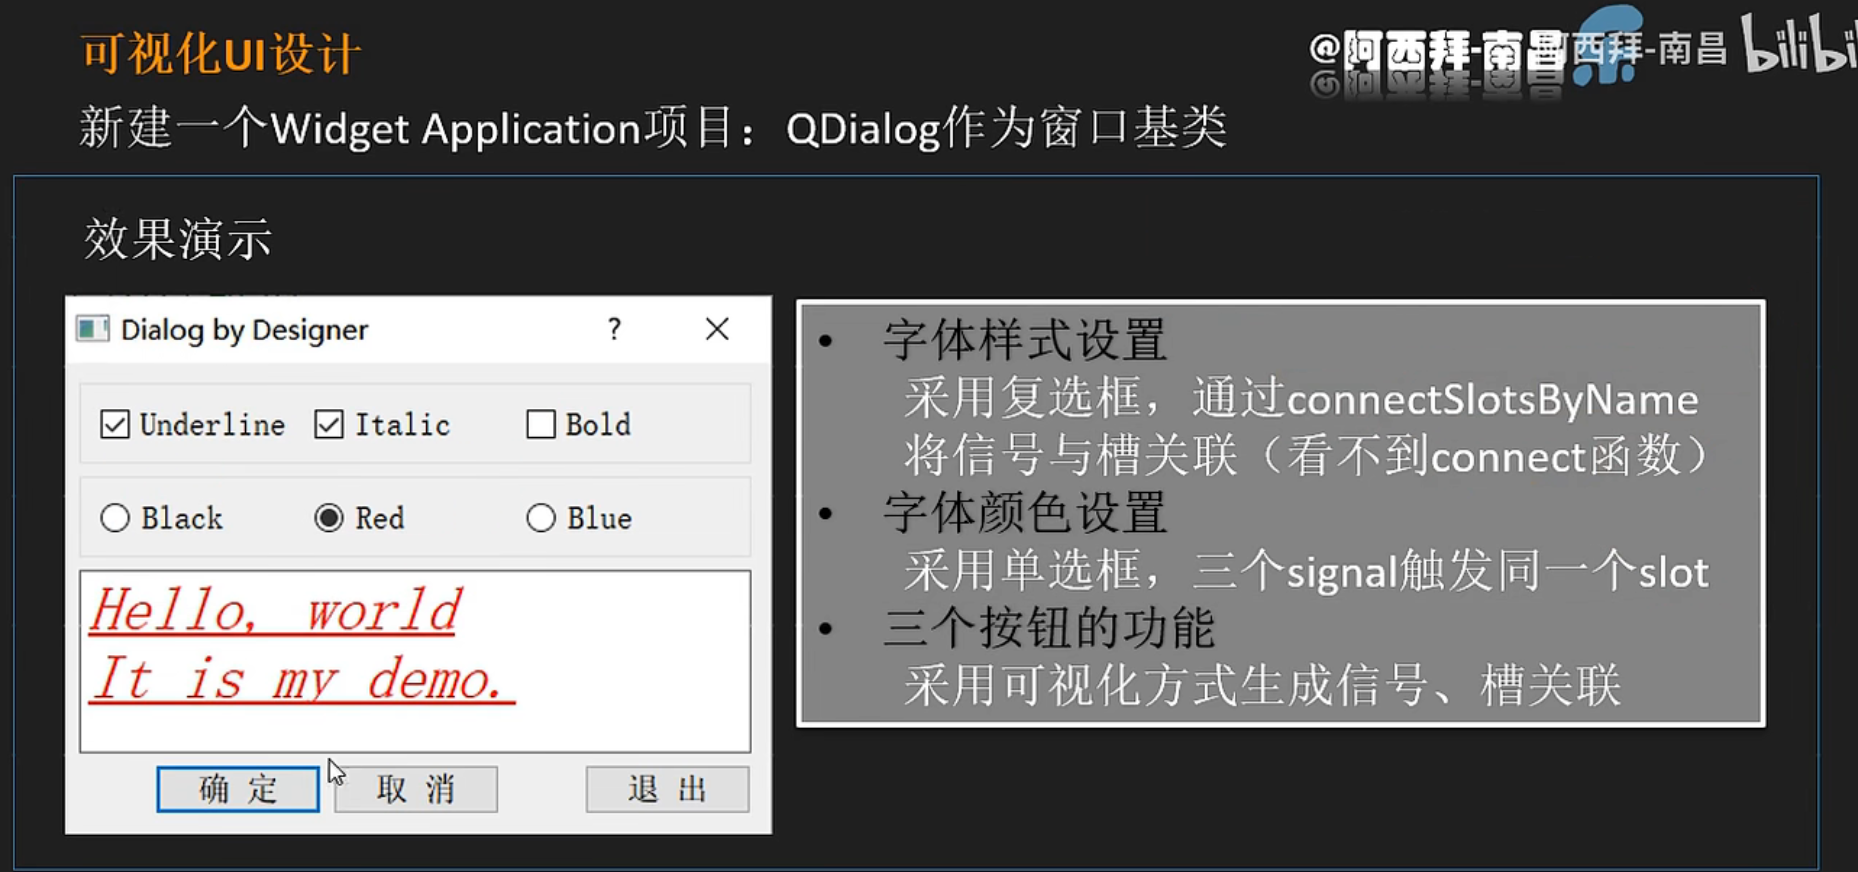 可视化UI设计
@阿西拜-南昌
西拜-南昌
新建一个Widget Application项目：QDialog作为窗口基类
效果演示
Dialog by Designer
Underline Italic Bold
Black Red Blue
Hello, world
It is my demo.
确 定 取 消 退 出
• 字体样式设置
采用复选框，通过connectSlotsByName
将信号与槽关联（看不到connect函数）
• 字体颜色设置
采用单选框，三个signal触发同一个slot
• 三个按钮的功能
采用可视化方式生成信号、槽关联